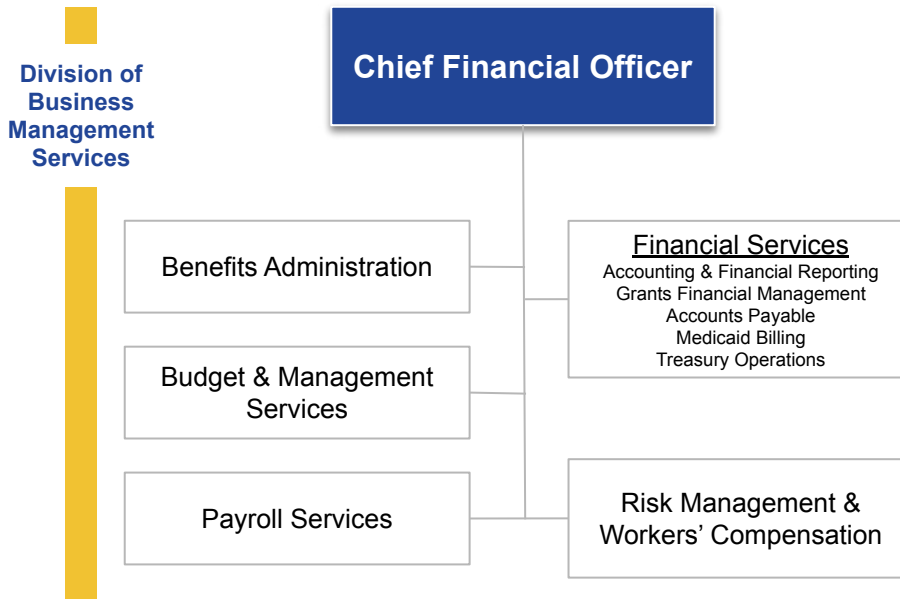 Division of
Business
Management
Services
Chief Financial Officer
Benefits Administration
Budget & Management
Services
Payroll Services
Financial Services
Accounting & Financial Reporting
Grants Financial Management
Accounts Payable
Medicaid Billing
Treasury Operations
Risk Management &
Workers’ Compensation